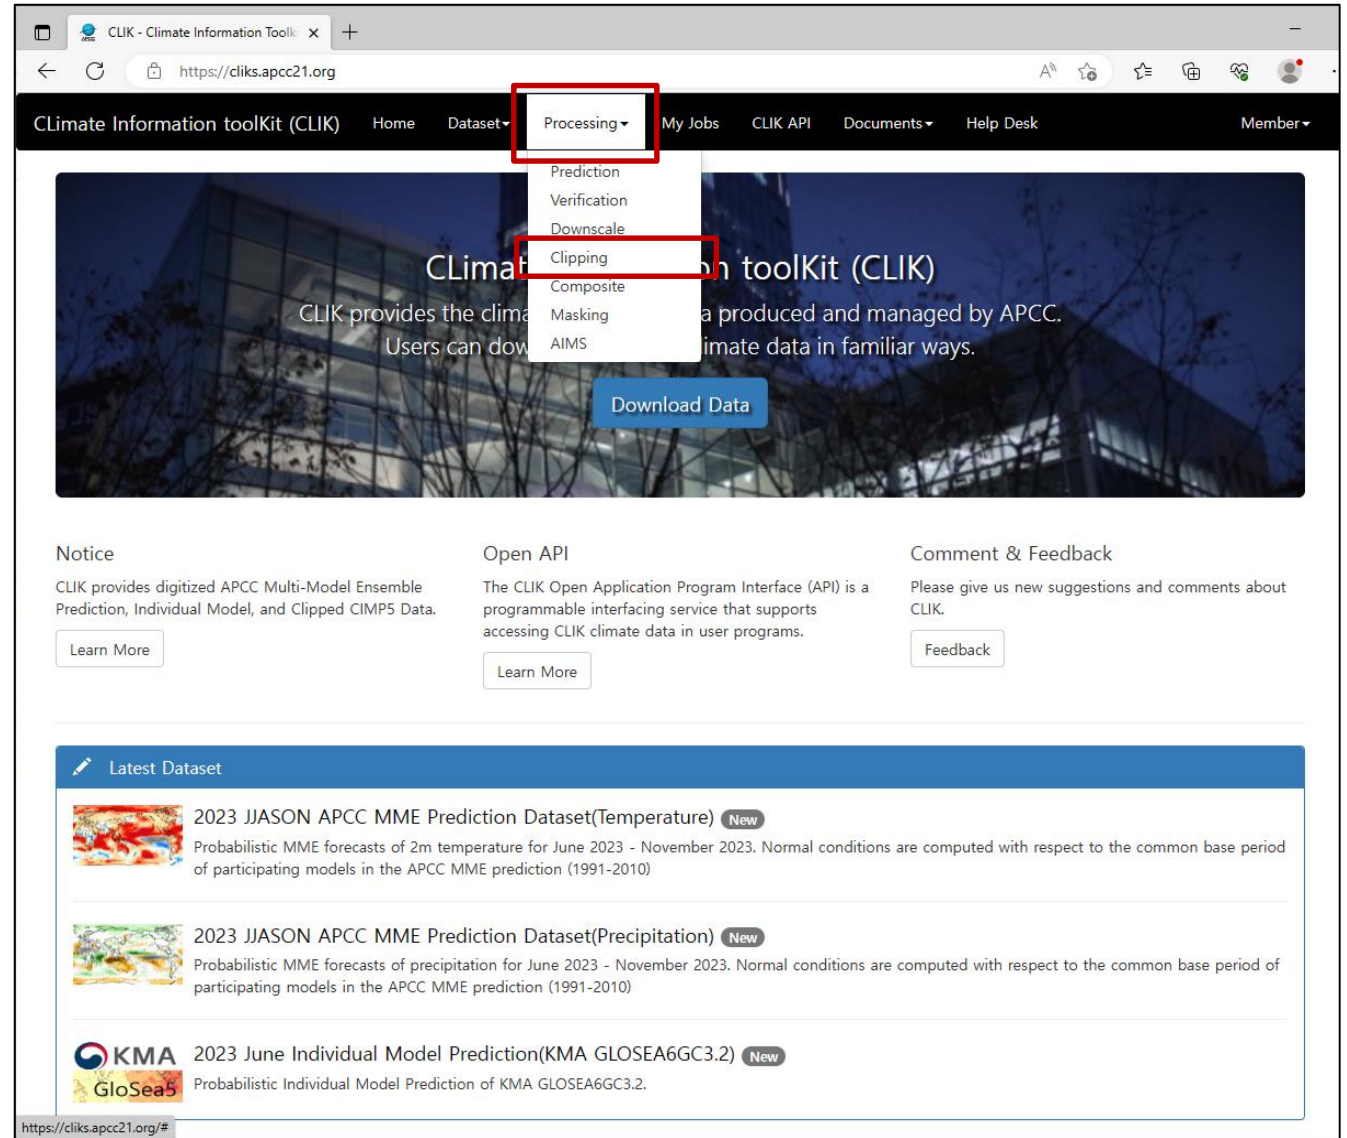 CLIK - Climate Information Toolk
https://cliks.apcc21.org
CLimate Information toolKit (CLIK) Home Dataset Processing My Jobs CLIK API Documents Help Desk Member
Prediction
Verification
Downscale
Clipping
Composite
Masking
AIMS
CLimat on toolKit (CLIK)
CLIK provides the clima a produced and managed by APCC.
Users can dow imate data in familiar ways.
Download Data
Notice
CLIK provides digitized APCC Multi-Model Ensemble
Prediction, Individual Model, and Clipped CIMP5 Data.
Learn More
Open API
The CLIK Open Application Program Interface (API) is a
programmable interfacing service that supports
accessing CLIK climate data in user programs.
Learn More
Comment & Feedback
Please give us new suggestions and comments about
CLIK.
Feedback
Latest Dataset
2023 JJASON APCC MME Prediction Dataset(Temperature) New
Probabilistic MME forecasts of 2m temperature for June 2023 - November 2023. Normal conditions are computed with respect to the common base period
of participating models in the APCC MME prediction (1991-2010)
2023 JJASON APCC MME Prediction Dataset(Precipitation) New
Probabilistic MME forecasts of precipitation for June 2023 - November 2023. Normal conditions are computed with respect to the common base period of
participating models in the APCC MME prediction (1991-2010)
KMA
GloSea5
2023 June Individual Model Prediction(KMA GLOSEA6GC3.2) New
Probabilistic Individual Model Prediction of KMA GLOSEA6GC3.2.
https://cliks.apcc21.org/#